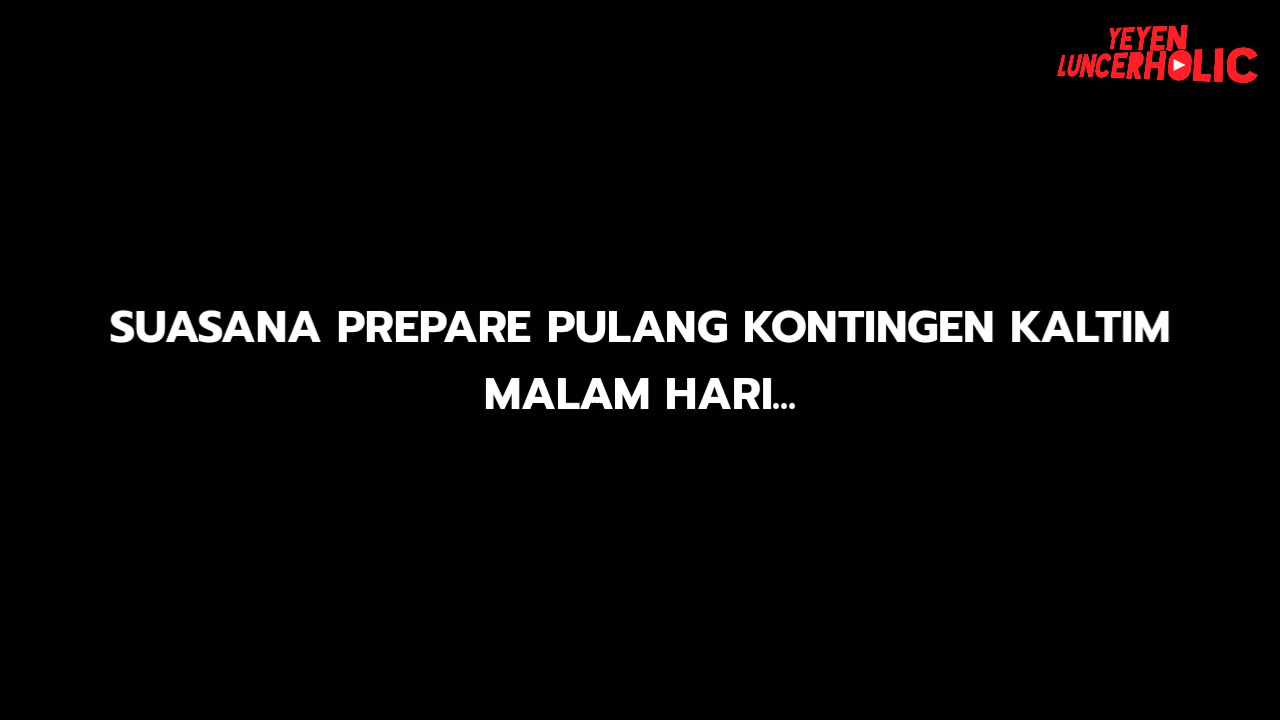 YEYEN
LUNCERHOLIC
SUASANA PREPARE PULANG KONTINGEN KALTIM
MALAM HARI...